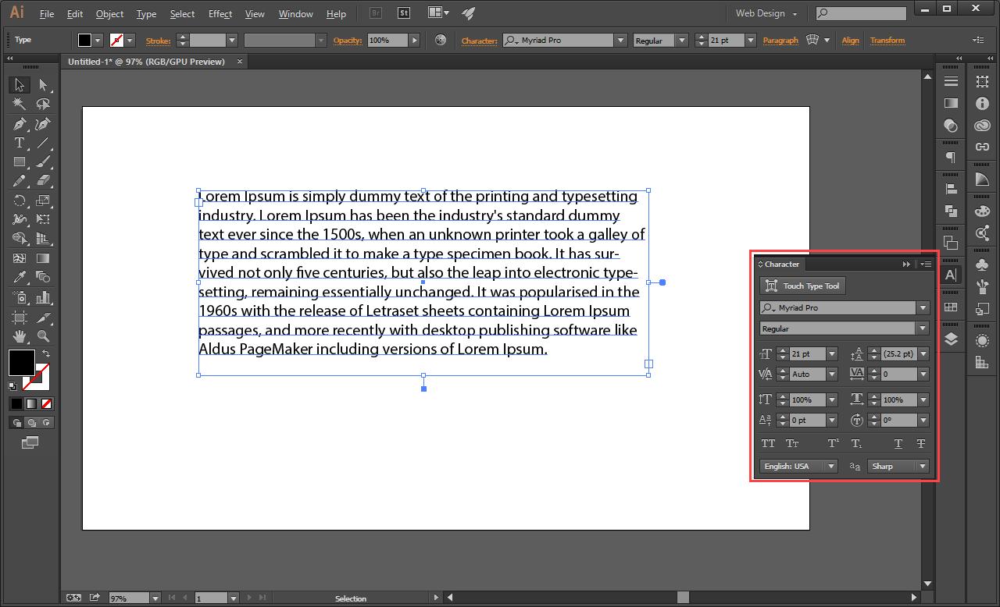 Ai File Edit Object Type Select Effect View Window Help Br St Web Design
Type Stroke: Opacity: 100% Character: Myriad Pro Regular 21 pt Paragraph Align Transform
Untitled-1* @ 97% (RGB/GPU Preview) ×
Lorem Ipsum is simply dummy text of the printing and typesetting
industry. Lorem Ipsum has been the industry's standard dummy
text ever since the 1500s, when an unknown printer took a galley of
type and scrambled it to make a type specimen book. It has sur-
vived not only five centuries, but also the leap into electronic type-
setting, remaining essentially unchanged. It was popularised in the
1960s with the release of Letraset sheets containing Lorem Ipsum
passages, and more recently with desktop publishing software like
Aldus PageMaker including versions of Lorem Ipsum.
Character
Touch Type Tool
Myriad Pro
Regular
21 pt (25.2 pt)
Auto 0
100% 100%
0 pt 0°
English: USA Sharp
97% 1 Selection